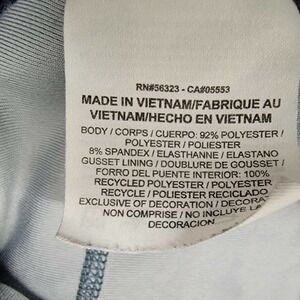 RN#56323 - CA#05553
MADE IN VIETNAM/FABRIQUE AU
VIETNAM/HECHO EN VIETNAM
BODY / CORPS / CUERPO: 92% POLYESTER /
POLYESTER / POLIESTER
8% SPANDEX / ELASTHANNE / ELASTANO
GUSSET LINING / DOUBLURE DE GOUSSET /
FORRO DEL PUENTE INTERIOR: 100%
RECYCLED POLYESTER / POLYESTER
RECYCLE / POLIESTER RECICLADO
EXCLUSIVE OF DECORATION /
NON COMPRISE / NO INCLUYE LA
DECORACION